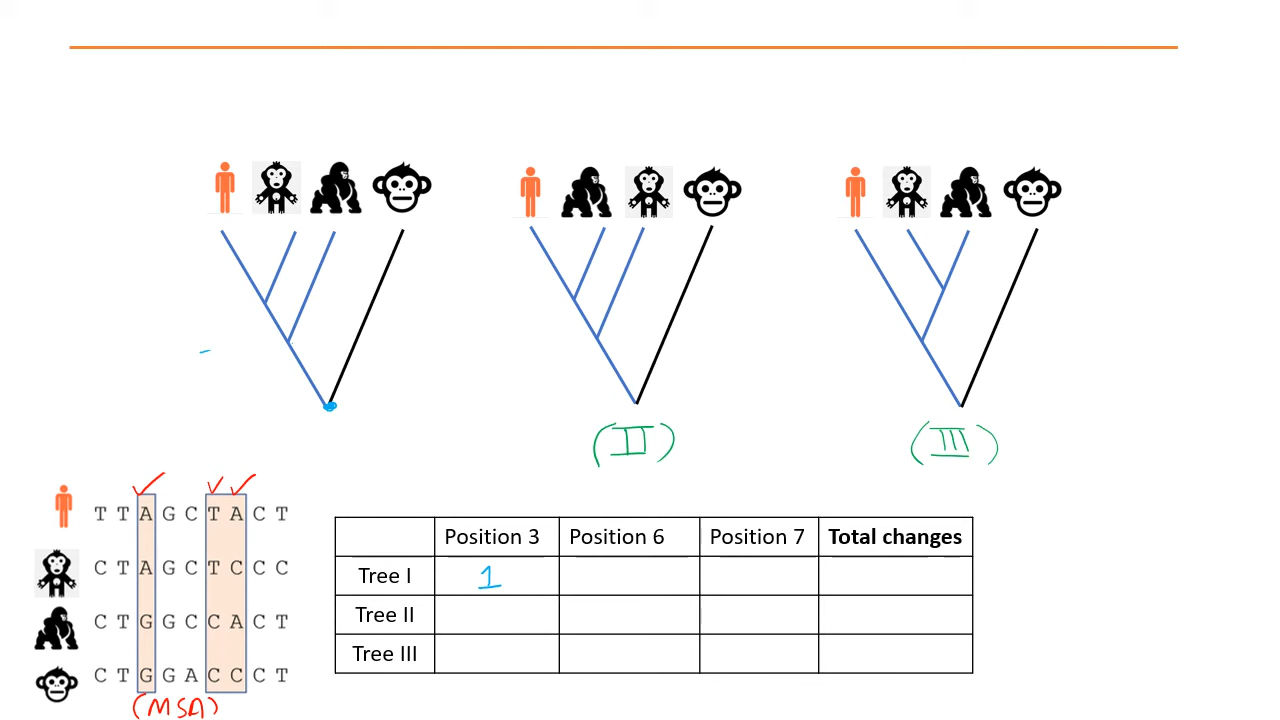 (II)
(III)
T T A G C T A C T
C T A G C T C C C
C T G G C C A C T
C T G G A C C C T
(MSA)
Position 3 Position 6 Position 7 Total changes
Tree I 1
Tree II
Tree III